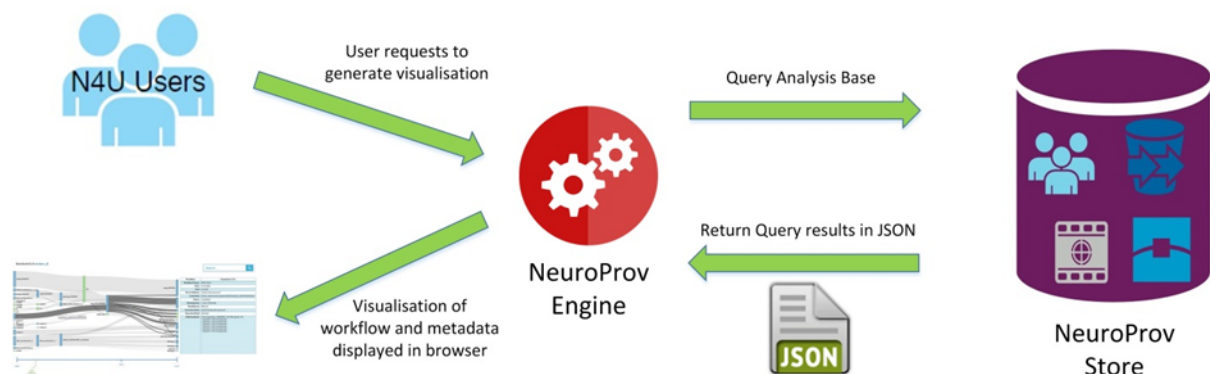 N4U Users
User requests to
generate visualisation
Query Analysis Base
Return Query results in JSON
NeuroProv
Engine
Visualisation of
workflow and metadata
displayed in browser
JSON
NeuroProv
Store